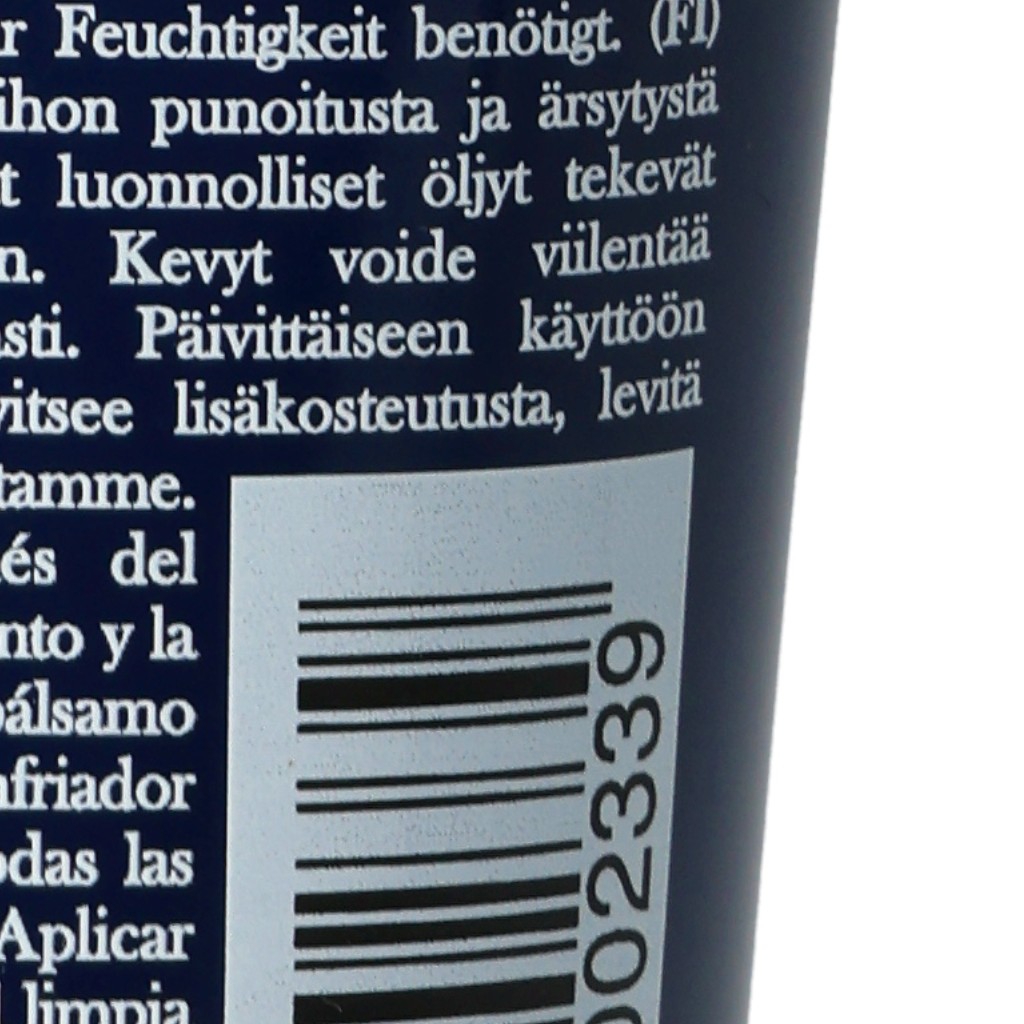 r Feuchtigkeit benötigt. (FI)
ihon punoitusta ja ärsytystä
t luonnolliset öljyt tekevät
n. Kevyt voide viilentää
sti. Päivittäiseen käyttöön
vitsee lisäkosteutusta, levitä
tamme.
és del
nto y la
bálsamo
nfriador
odas las
Aplicar
limpia
002339